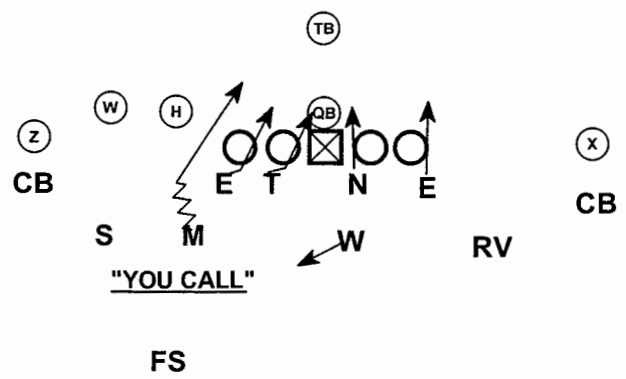 TB
W H QB
Z X
CB E T N E CB
S M W RV
"YOU CALL"
FS